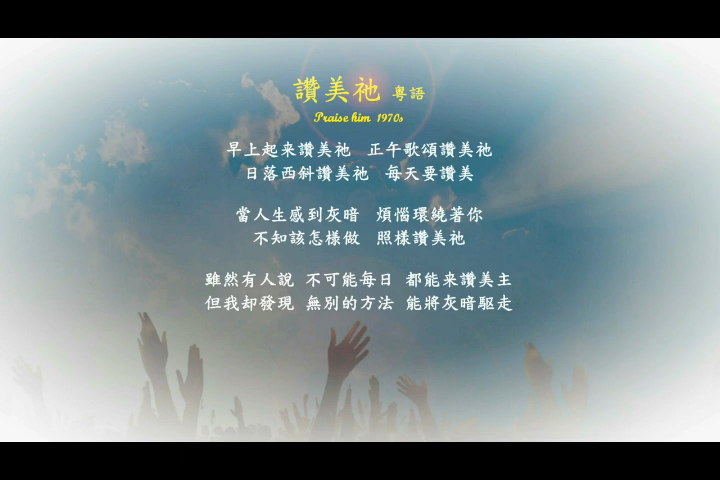 讚美祂 粵語
Praise him 1970s
早上起来讚美祂 正午歌頌讚美祂
日落西斜讚美祂 每天要讚美
當人生感到灰暗 煩惱環繞著你
不知該怎樣做 照樣讚美祂
雖然有人說 不可能每日 都能来讚美主
但我却發現 無別的方法 能將灰暗驅走